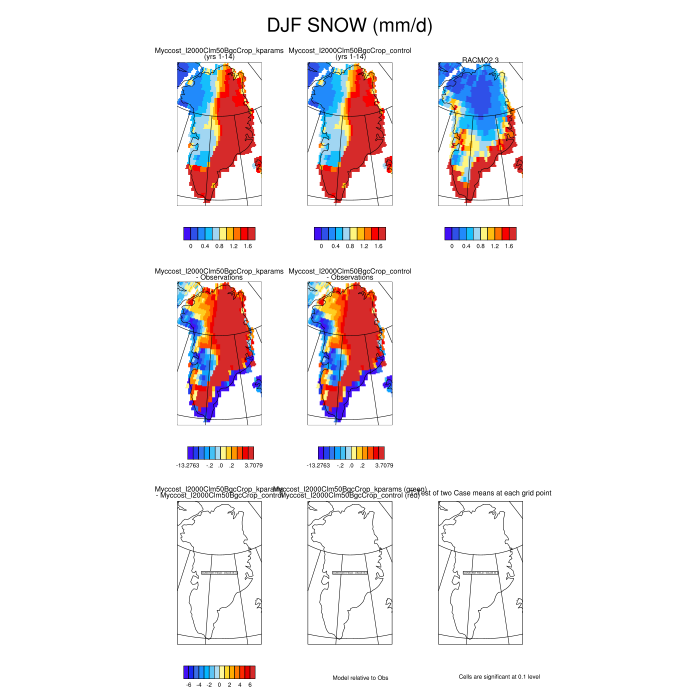 DJF SNOW (mm/d)
Myccost_I2000Clm50BgcCrop_kparams
(yrs 1-14)
Myccost_I2000Clm50BgcCrop_control
(yrs 1-14)
RACMO2.3
0 0.4 0.8 1.2 1.6
0 0.4 0.8 1.2 1.6
0 0.4 0.8 1.2 1.6
Myccost_I2000Clm50BgcCrop_kparams
- Observations
Myccost_I2000Clm50BgcCrop_control
- Observations
-13.2763 -.2 .0 .2 3.7079
-13.2763 -.2 .0 .2 3.7079
Myccost_I2000Clm50BgcCrop_kparams
- Myccost_I2000Clm50BgcCrop_control
Myccost_I2000Clm50BgcCrop_kparams (green)
Myccost_I2000Clm50BgcCrop_control (red)
of two Case means at each grid point
-6 -4 -2 0 2 4 6
Model relative to Obs
Cells are significant at 0.1 level